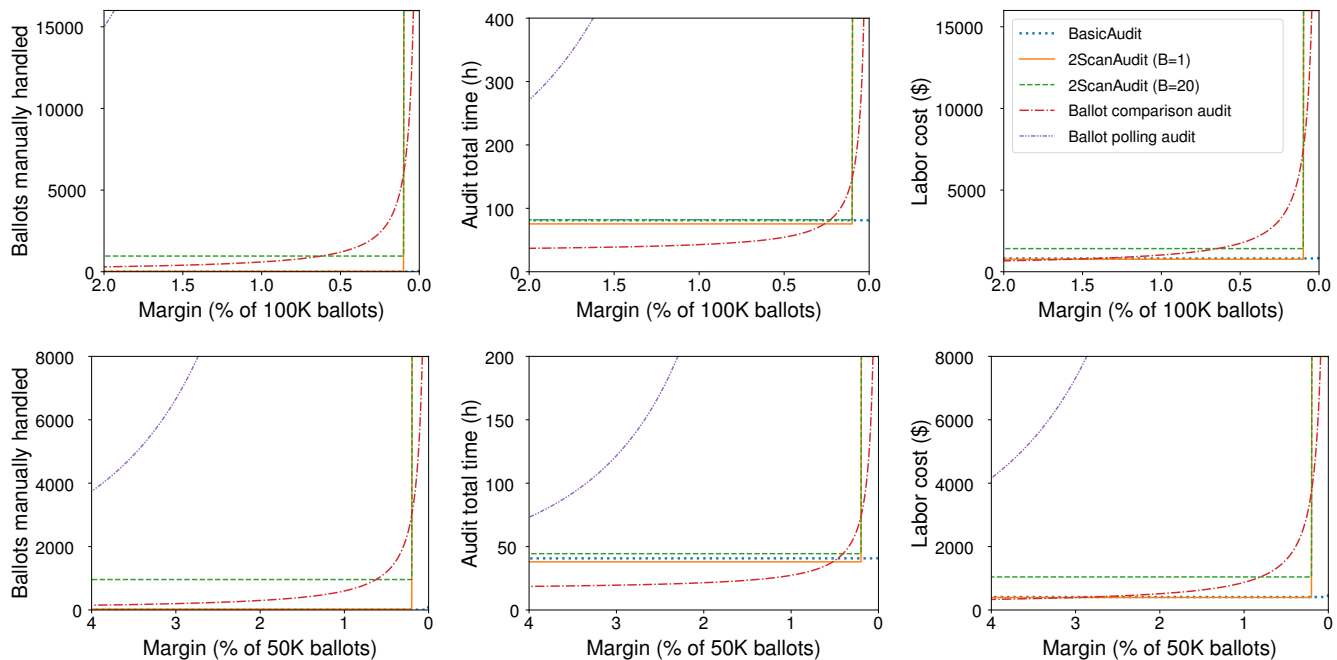 Ballots manually handled
15000
10000
5000
0
2.0 1.5 1.0 0.5 0.0
Margin (% of 100K ballots)
Audit total time (h)
400
300
200
100
0
2.0 1.5 1.0 0.5 0.0
Margin (% of 100K ballots)
Labor cost ($)
15000
10000
5000
0
2.0 1.5 1.0 0.5 0.0
Margin (% of 100K ballots)
BasicAudit
2ScanAudit (B=1)
2ScanAudit (B=20)
Ballot comparison audit
Ballot polling audit
Ballots manually handled
8000
6000
4000
2000
0
4 3 2 1 0
Margin (% of 50K ballots)
Audit total time (h)
200
150
100
50
0
4 3 2 1 0
Margin (% of 50K ballots)
Labor cost ($)
8000
6000
4000
2000
0
4 3 2 1 0
Margin (% of 50K ballots)